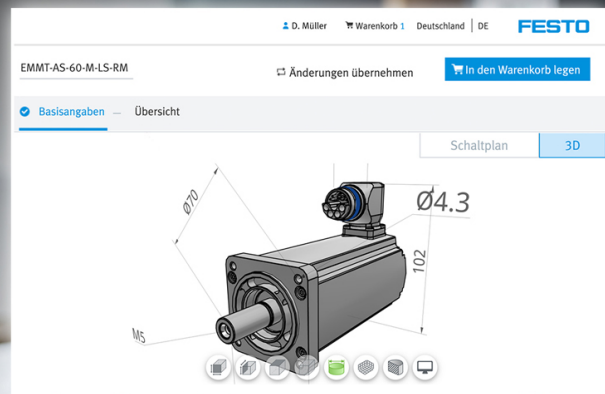 D. Müller Warenkorb 1 Deutschland | DE FESTO
EMMT-AS-60-M-LS-RM Änderungen übernehmen In den Warenkorb legen
Basisangaben — Übersicht
Schaltplan 3D
Ø70
Ø4.3
102
M5